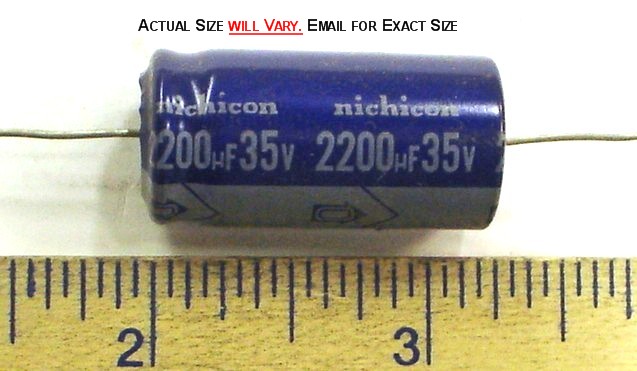 Actual Size will Vary. Email for Exact Size
nichicon nichicon
2200µF35v 2200µF35v
2 3